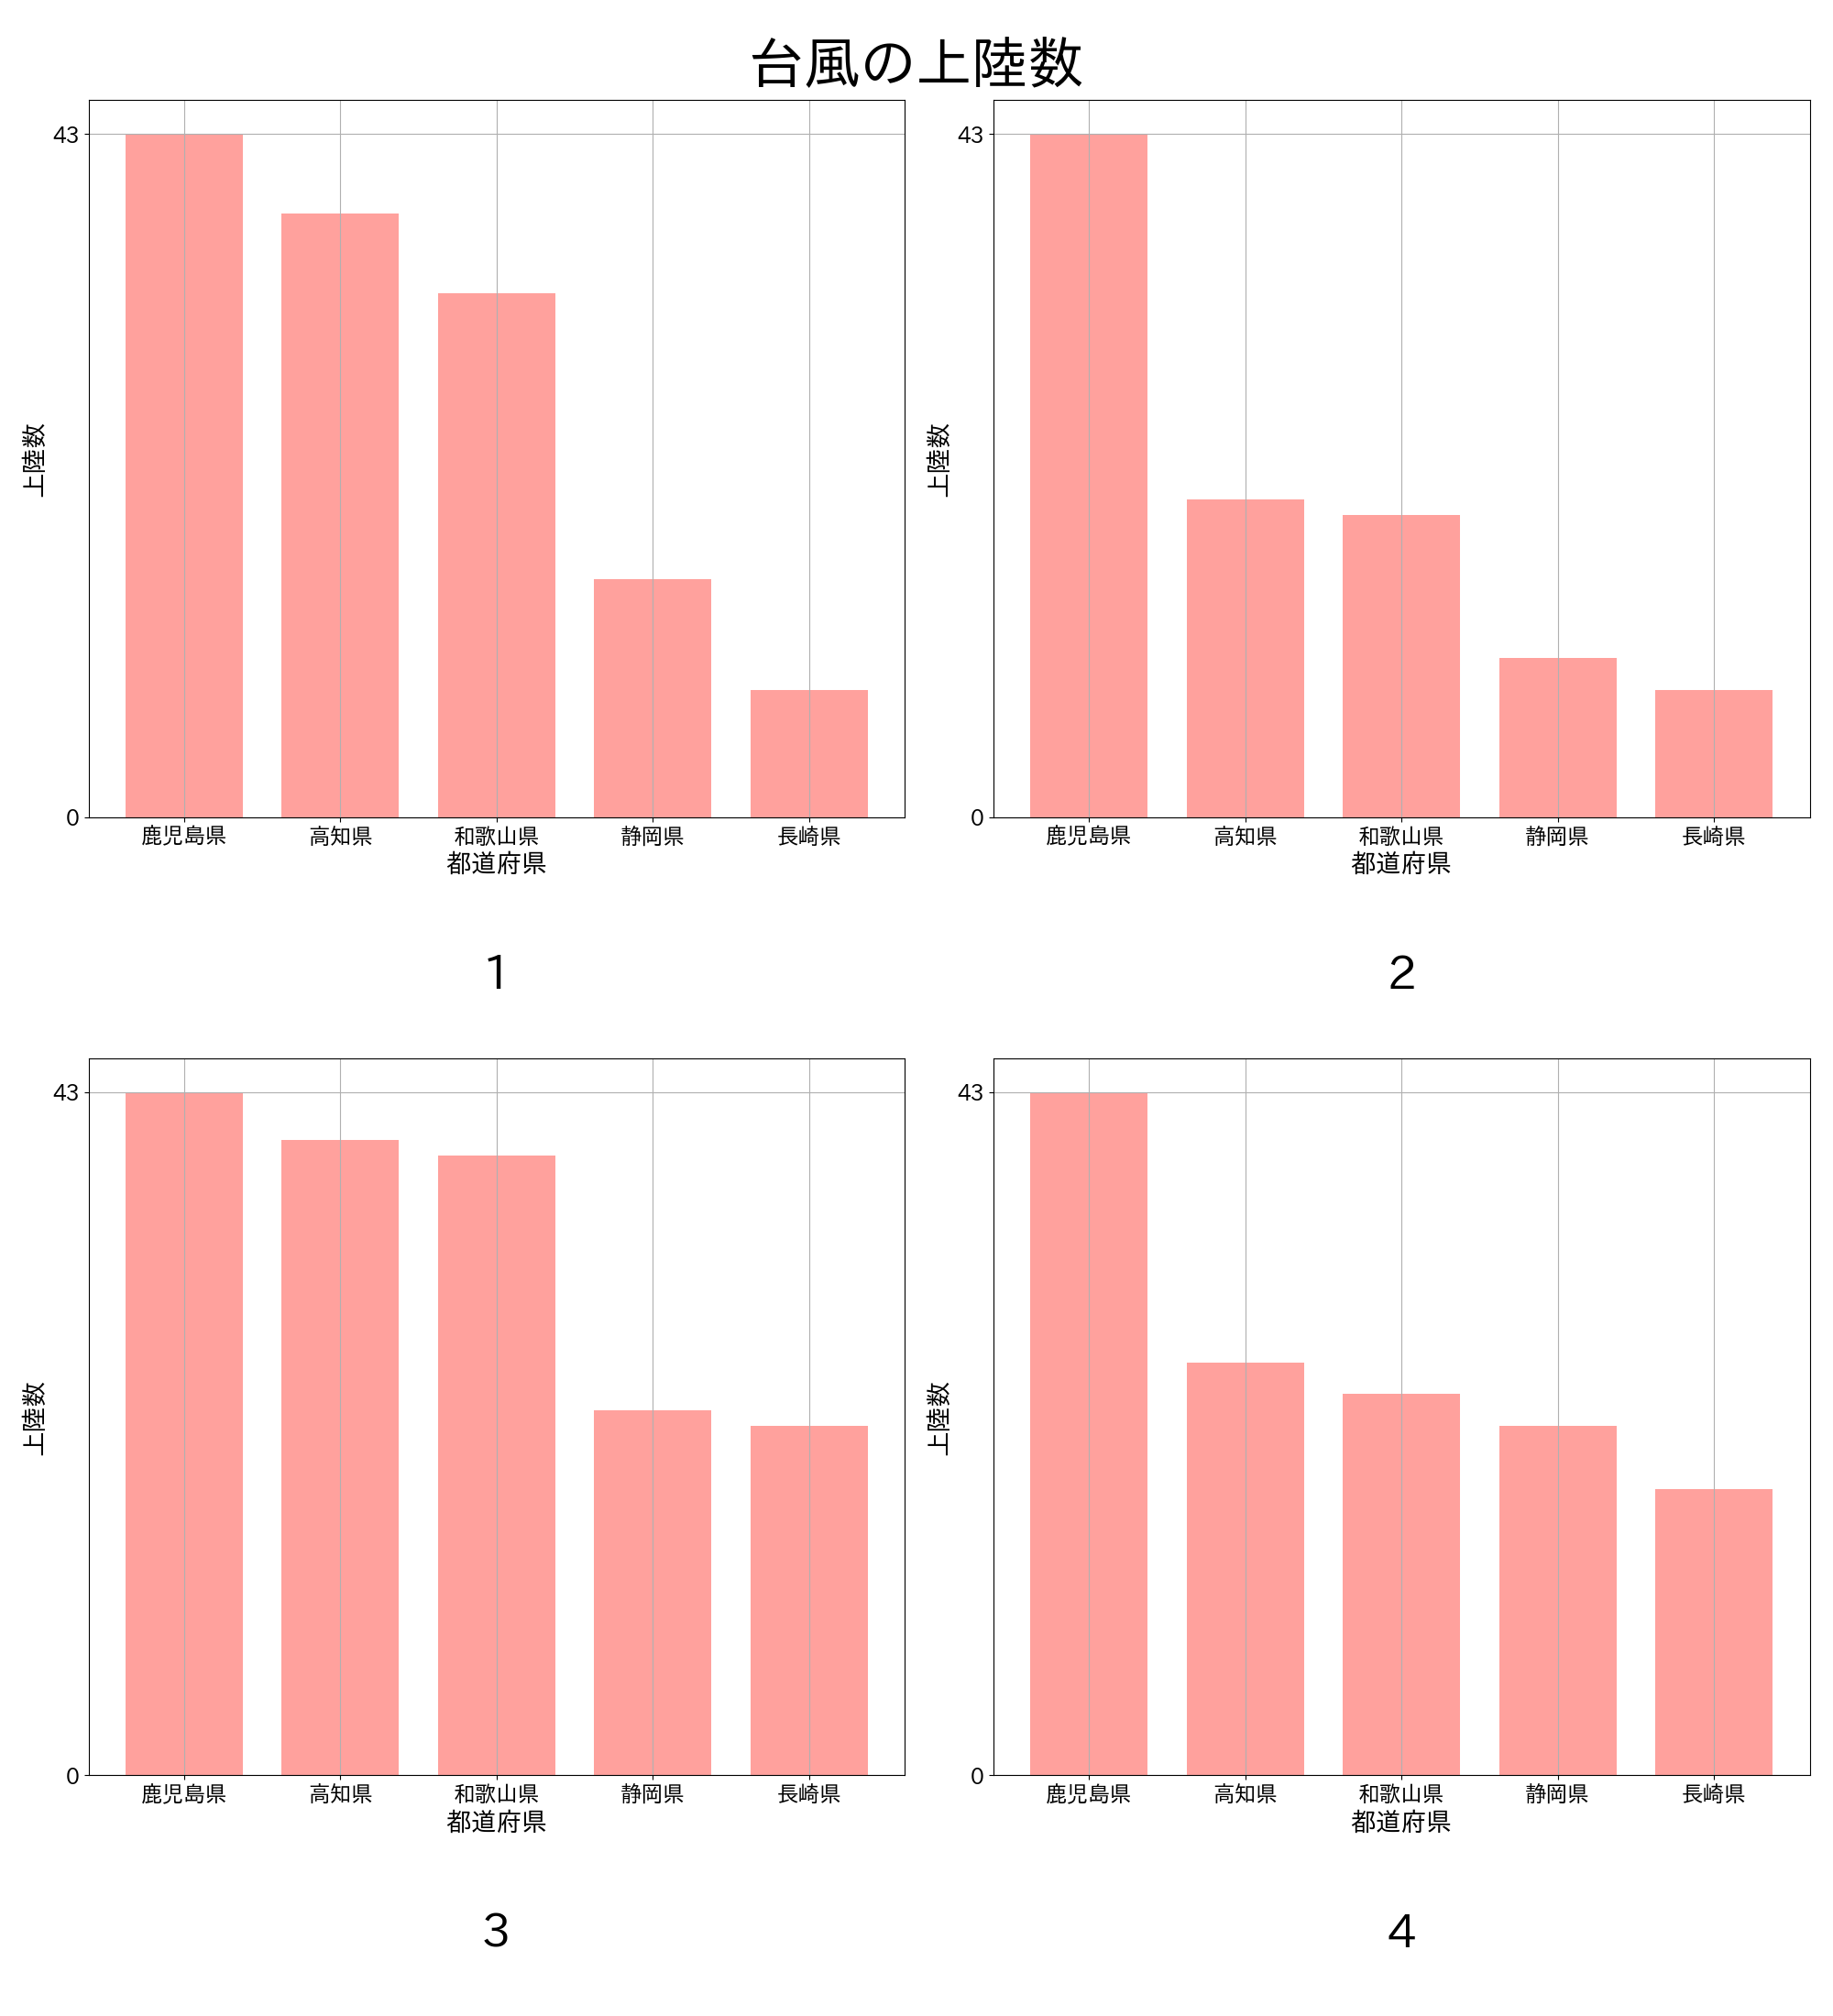 台風の上陸数
43
0
上陸数
鹿児島県 高知県 和歌山県 静岡県 長崎県
都道府県
1
43
0
上陸数
鹿児島県 高知県 和歌山県 静岡県 長崎県
都道府県
2
43
0
上陸数
鹿児島県 高知県 和歌山県 静岡県 長崎県
都道府県
3
43
0
上陸数
鹿児島県 高知県 和歌山県 静岡県 長崎県
都道府県
4